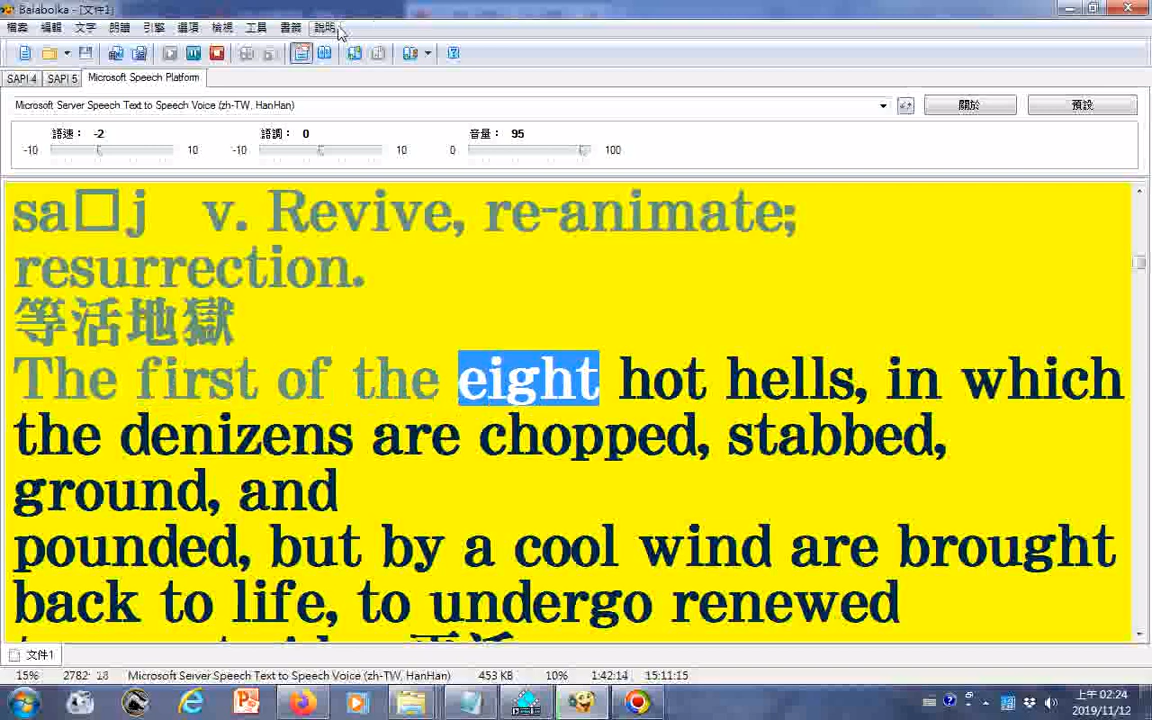 Balabolka - [文件1]
檔案 編輯 文字 朗讀 引擎 選項 檢視 工具 書籤 說明
SAPI 4 SAPI 5 Microsoft Speech Platform
Microsoft Server Speech Text to Speech Voice (zh-TW, HanHan) 關於 預設
語速： -2 語調： 0 音量： 95
-10 10 -10 10 0 100
sa□j v. Revive, re-animate;
resurrection.
等活地獄
The first of the eight hot hells, in which
the denizens are chopped, stabbed,
ground, and
pounded, but by a cool wind are brought
back to life, to undergo renewed
文件1
15% 2782: 18 Microsoft Server Speech Text to Speech Voice (zh-TW, HanHan) 453 KB 10% 1:42:14 15:11:15
上午 02:24
2019/11/12